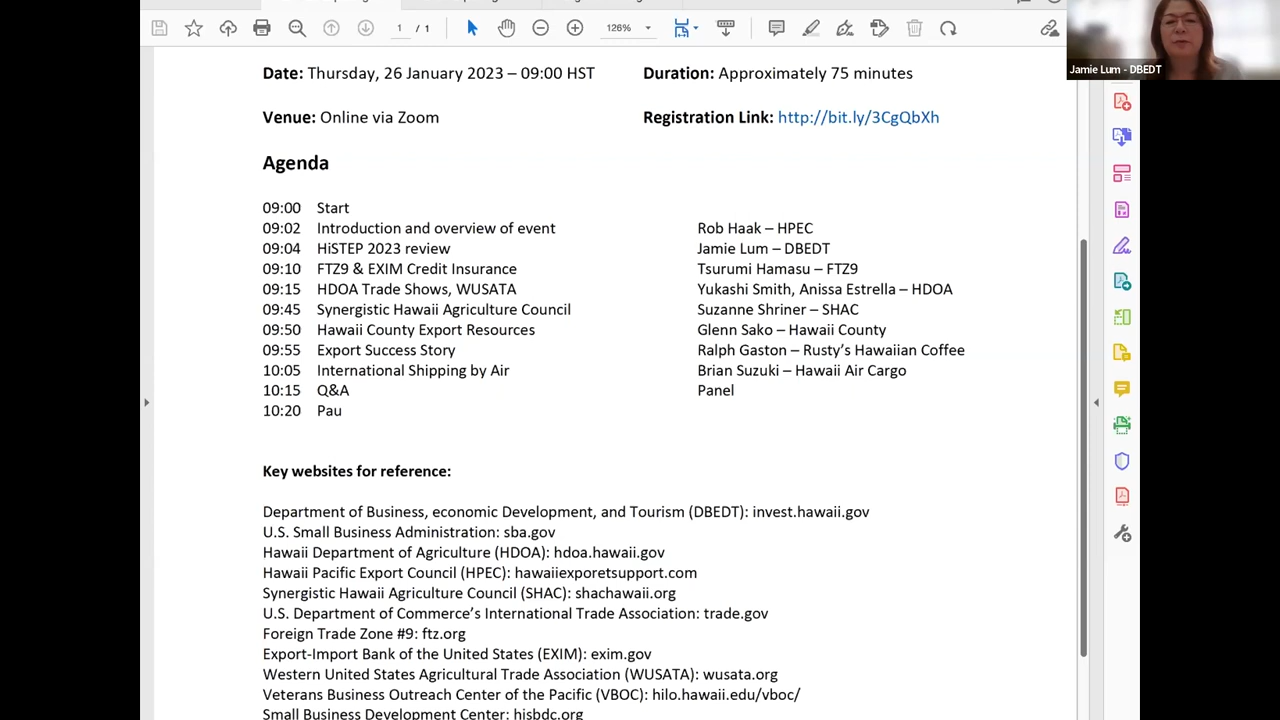 1 / 1
126%
Jamie Lum - DBEDT
Date: Thursday, 26 January 2023 – 09:00 HST
Duration: Approximately 75 minutes
Venue: Online via Zoom
Registration Link: http://bit.ly/3CgQbXh
Agenda
09:00 Start
09:02 Introduction and overview of event Rob Haak – HPEC
09:04 HiSTEP 2023 review Jamie Lum – DBEDT
09:10 FTZ9 & EXIM Credit Insurance Tsurumi Hamasu – FTZ9
09:15 HDOA Trade Shows, WUSATA Yukashi Smith, Anissa Estrella – HDOA
09:45 Synergistic Hawaii Agriculture Council Suzanne Shriner – SHAC
09:50 Hawaii County Export Resources Glenn Sako – Hawaii County
09:55 Export Success Story Ralph Gaston – Rusty’s Hawaiian Coffee
10:05 International Shipping by Air Brian Suzuki – Hawaii Air Cargo
10:15 Q&A Panel
10:20 Pau
Key websites for reference:
Department of Business, economic Development, and Tourism (DBEDT): invest.hawaii.gov
U.S. Small Business Administration: sba.gov
Hawaii Department of Agriculture (HDOA): hdoa.hawaii.gov
Hawaii Pacific Export Council (HPEC): hawaiiexporetsupport.com
Synergistic Hawaii Agriculture Council (SHAC): shachawaii.org
U.S. Department of Commerce’s International Trade Association: trade.gov
Foreign Trade Zone #9: ftz.org
Export-Import Bank of the United States (EXIM): exim.gov
Western United States Agricultural Trade Association (WUSATA): wusata.org
Veterans Business Outreach Center of the Pacific (VBOC): hilo.hawaii.edu/vboc/
Small Business Development Center: hisbdc.org